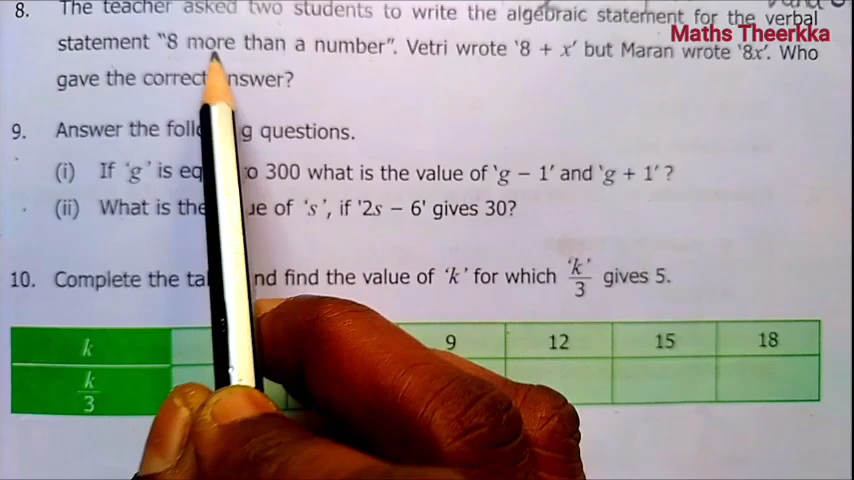 8. The teacher asked two students to write the algebraic statement for the verbal
Maths Theerkka
statement "8 more than a number". Vetri wrote '8 + x' but Maran wrote '8x'. Who
gave the correct nswer?
9. Answer the follo g questions.
(i) If 'g' is eq o 300 what is the value of 'g − 1' and 'g + 1'?
(ii) What is the ue of 's', if '2s − 6' gives 30?
10. Complete the ta nd find the value of 'k' for which 'k'/3 gives 5.
k 9 12 15 18
k/3